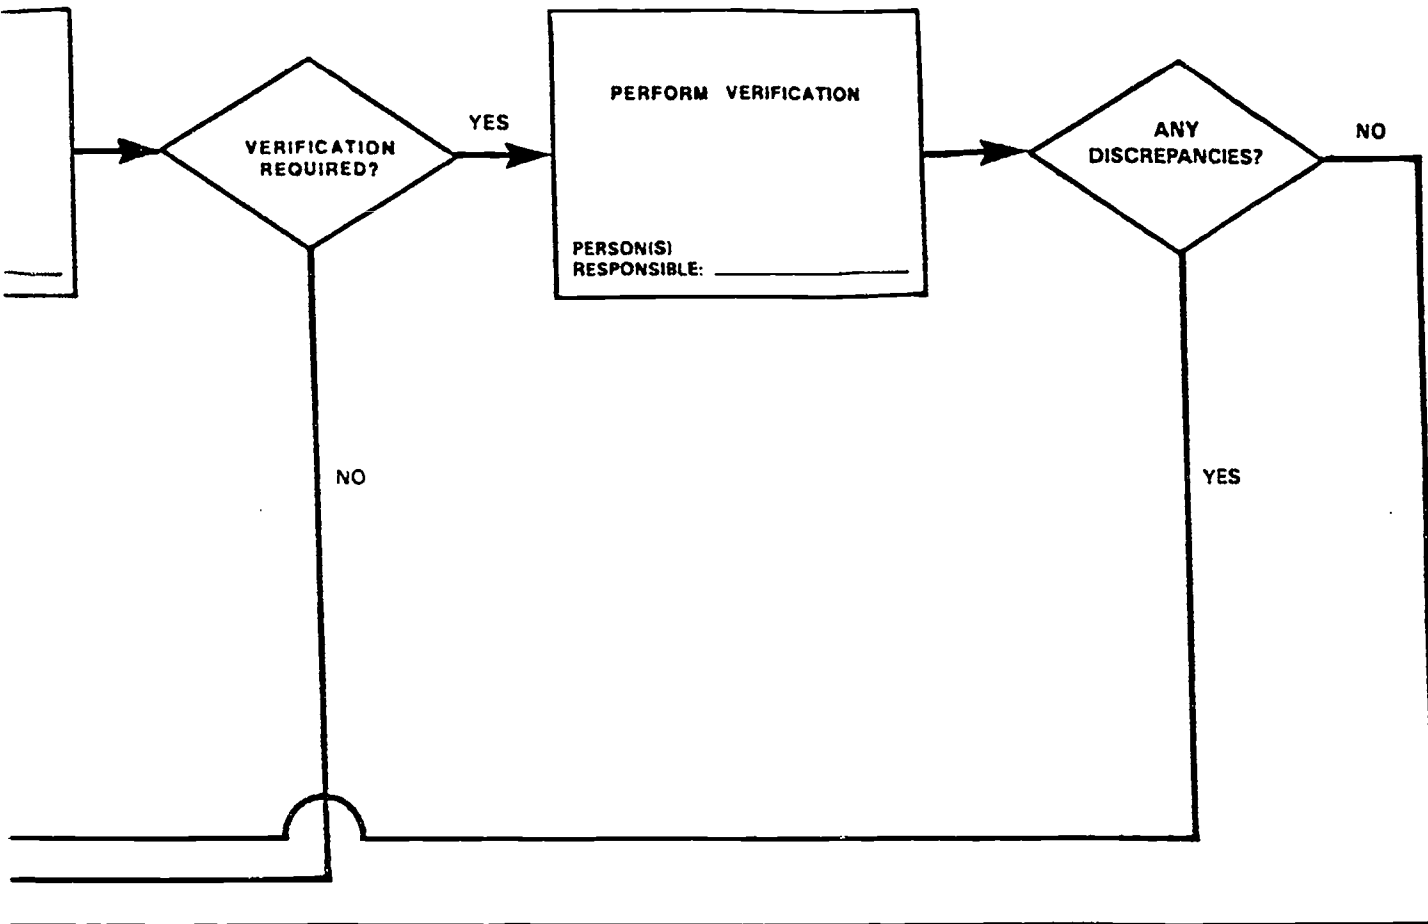 VERIFICATION
REQUIRED?
YES
PERFORM VERIFICATION
PERSON(S)
RESPONSIBLE:
ANY
DISCREPANCIES?
NO
NO
YES